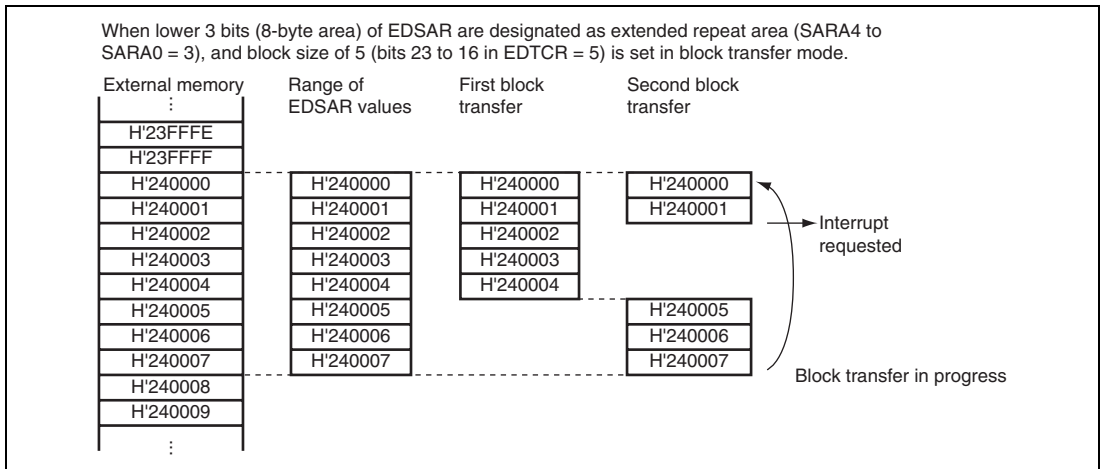 When lower 3 bits (8-byte area) of EDSAR are designated as extended repeat area (SARA4 to
SARA0 = 3), and block size of 5 (bits 23 to 16 in EDTCR = 5) is set in block transfer mode.
External memory
⋮
H'23FFFE
H'23FFFF
H'240000
H'240001
H'240002
H'240003
H'240004
H'240005
H'240006
H'240007
H'240008
H'240009
⋮
Range of
EDSAR values
H'240000
H'240001
H'240002
H'240003
H'240004
H'240005
H'240006
H'240007
First block
transfer
H'240000
H'240001
H'240002
H'240003
H'240004
Second block
transfer
H'240000
H'240001
H'240005
H'240006
H'240007
Interrupt
requested
Block transfer in progress